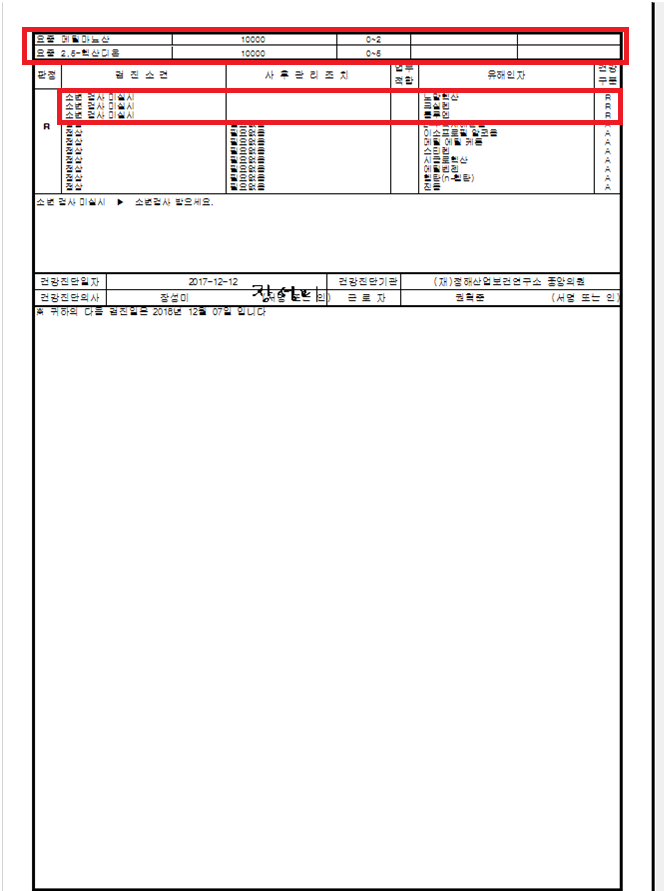 요중 메틸마뇨산 10000 0~2
요중 2,5-헥산디온 10000 0~5
판정 검 진 소 견 사 후 관 리 조 치 업무 적합 유해인자 건강 구분
R
소변 검사 미실시 노말헥산 R
소변 검사 미실시 크실렌 R
소변 검사 미실시 톨루엔 R
정상 필요없음 A
정상 필요없음 이소프로필 알코올 A
정상 필요없음 메틸 에틸 케톤 A
정상 필요없음 스티렌 A
정상 필요없음 시클로헥산 A
정상 필요없음 에틸벤젠 A
정상 필요없음 헵탄(n-헵탄) A
정상 필요없음 A
소변 검사 미실시 ▶ 소변검사 받으세요.
건강진단일자 2017-12-12 건강진단기관 (재)정해산업보건연구소 중앙의원
건강진단의사 장성미 (서명 또는 인) 근 로 자 권혁준 (서명 또는 인)
※ 귀하의 다음 검진일은 2018년 12월 07일 입니다